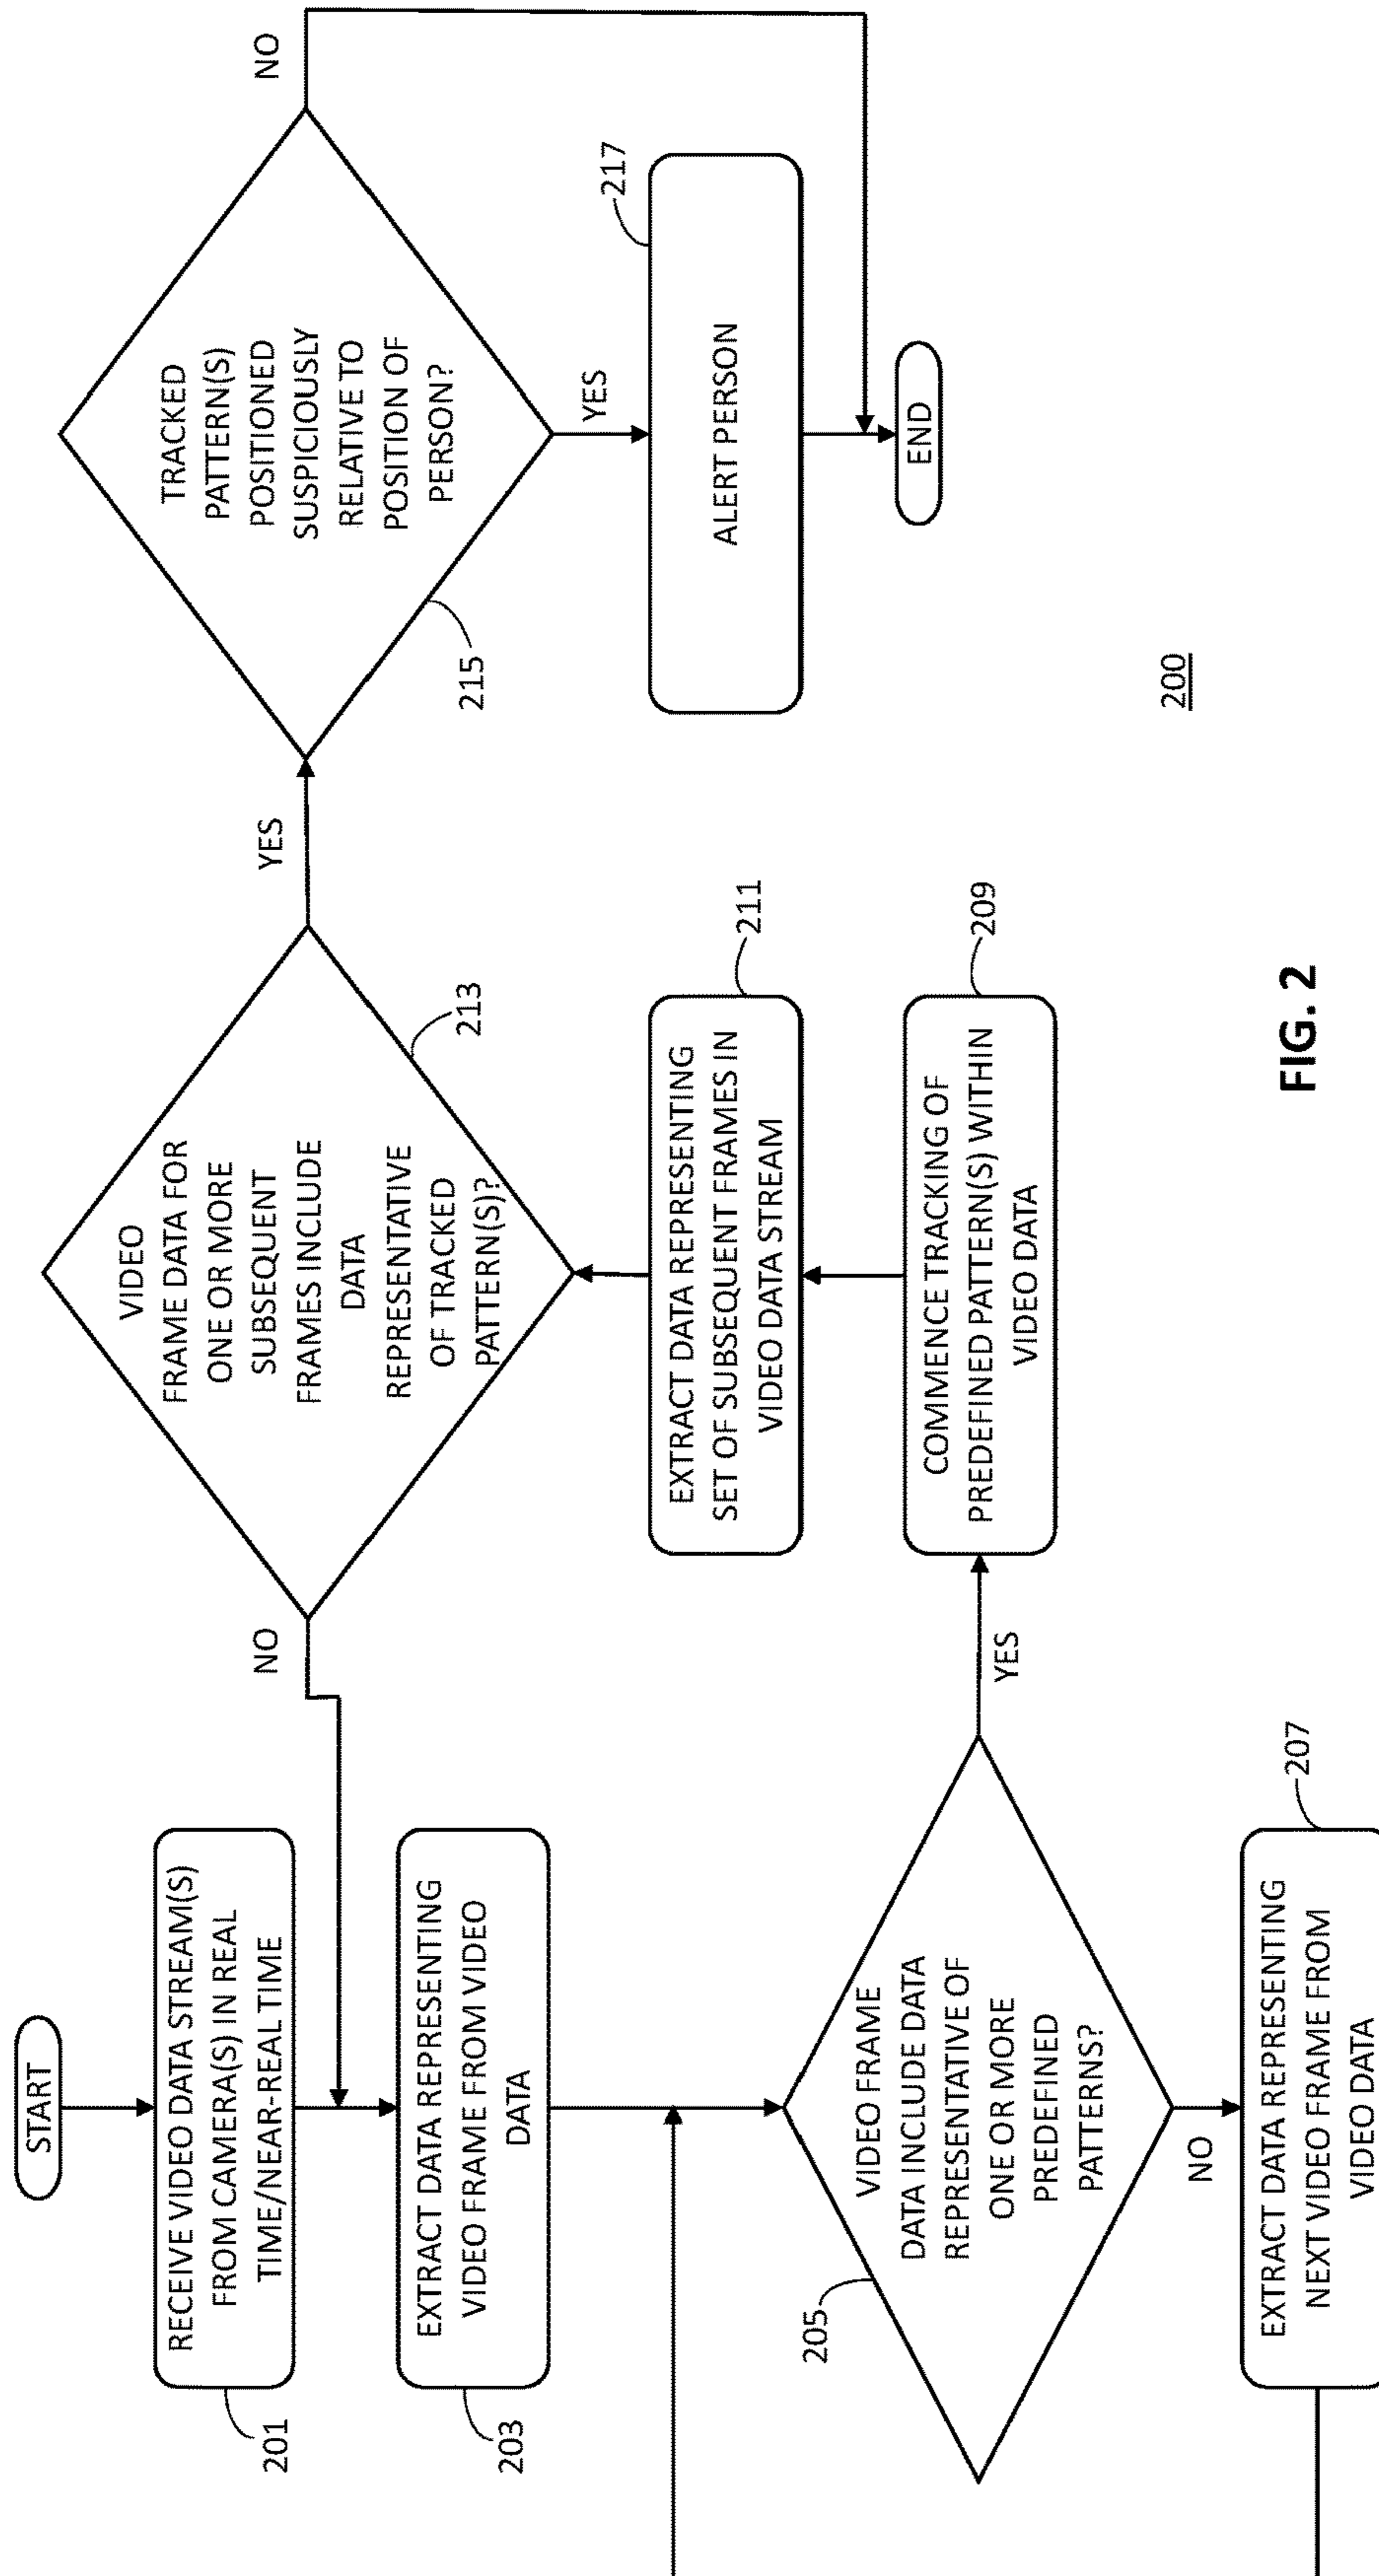 START
RECEIVE VIDEO DATA STREAM(S)
FROM CAMERA(S) IN REAL
TIME/NEAR-REAL TIME
201
EXTRACT DATA REPRESENTING
VIDEO FRAME FROM VIDEO
DATA
203
VIDEO FRAME
DATA INCLUDE DATA
REPRESENTATIVE OF
ONE OR MORE
PREDEFINED
PATTERNS?
205
NO
EXTRACT DATA REPRESENTING
NEXT VIDEO FRAME FROM
VIDEO DATA
207
YES
COMMENCE TRACKING OF
PREDEFINED PATTERN(S) WITHIN
VIDEO DATA
209
EXTRACT DATA REPRESENTING
SET OF SUBSEQUENT FRAMES IN
VIDEO DATA STREAM
211
VIDEO
FRAME DATA FOR
ONE OR MORE
SUBSEQUENT
FRAMES INCLUDE
DATA
REPRESENTATIVE
OF TRACKED
PATTERN(S)?
213
NO
YES
TRACKED
PATTERN(S)
POSITIONED
SUSPICIOUSLY
RELATIVE TO
POSITION OF
PERSON?
215
NO
YES
ALERT PERSON
217
END
200
FIG. 2